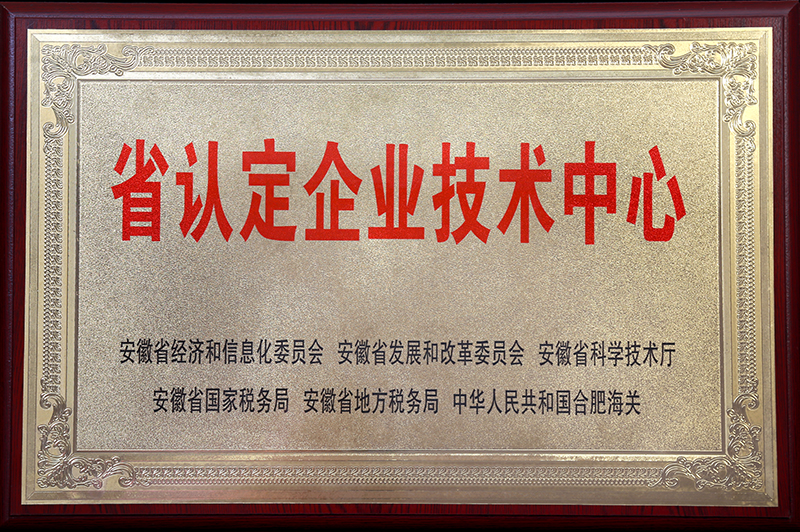 省认定企业技术中心
安徽省经济和信息化委员会 安徽省发展和改革委员会 安徽省科学技术厅
安徽省国家税务局 安徽省地方税务局 中华人民共和国合肥海关